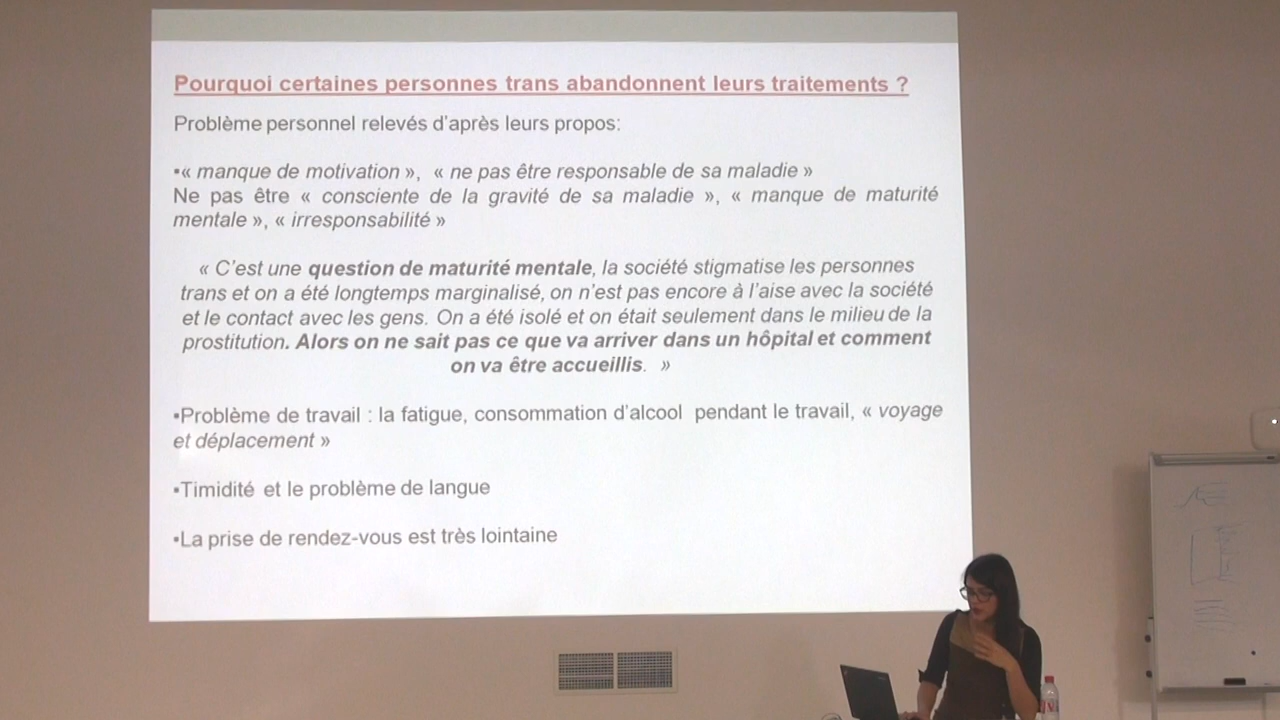 Pourquoi certaines personnes trans abandonnent leurs traitements ?
Problème personnel relevés d'après leurs propos:
▪« manque de motivation », « ne pas être responsable de sa maladie »
Ne pas être « consciente de la gravité de sa maladie », « manque de maturité
mentale », « irresponsabilité »
« C'est une question de maturité mentale, la société stigmatise les personnes
trans et on a été longtemps marginalisé, on n'est pas encore à l'aise avec la société
et le contact avec les gens. On a été isolé et on était seulement dans le milieu de la
prostitution. Alors on ne sait pas ce que va arriver dans un hôpital et comment
on va être accueillis. »
▪Problème de travail : la fatigue, consommation d'alcool pendant le travail, « voyage
et déplacement »
▪Timidité et le problème de langue
▪La prise de rendez-vous est très lointaine